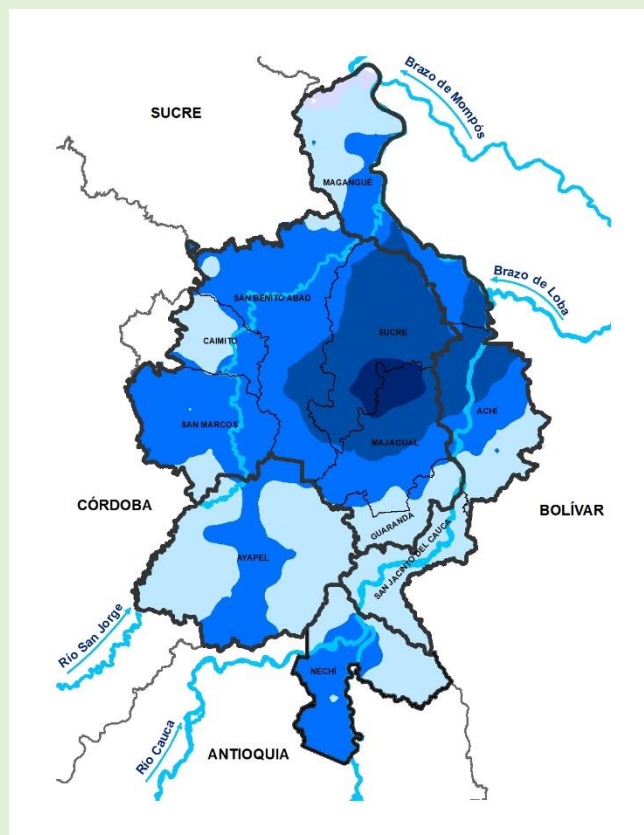 Brazo de Mompós
SUCRE
MAGANGUÉ
Brazo de Loba
SAN BENITO ABAD
SUCRE
CAIMITO
ACHÍ
SAN MARCOS
MAJAGUAL
CÓRDOBA
BOLÍVAR
GUARANDA
AYAPEL
SAN JACINTO DEL CAUCA
Río San Jorge
NECHÍ
Río Cauca
ANTIOQUIA